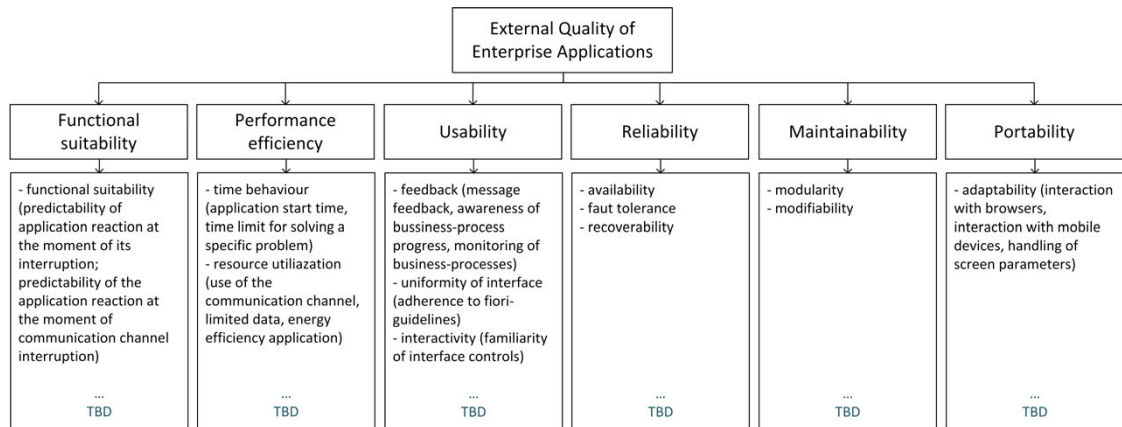 External Quality of
Enterprise Applications
Functional
suitability
Performance
efficiency
Usability
Reliability
Maintainability
Portability
- functional suitability
(predictability of
application reaction at
the moment of its
interruption;
predictability of the
application reaction at
the moment of
communication channel
interruption)
...
TBD
- time behaviour
(application start time,
time limit for solving a
specific problem)
- resource utiliazation
(use of the
communication channel,
limited data, energy
efficiency application)
...
TBD
- feedback (message
feedback, awareness of
bussiness-process
progress, monitoring of
business-processes)
- uniformity of interface
(adherence to fiori-
guidelines)
- interactivity (familiarity
of interface controls)
...
TBD
- availability
- faut tolerance
- recoverability
...
TBD
- modularity
- modifiability
...
TBD
- adaptability (interaction
with browsers,
interaction with mobile
devices, handling of
screen parameters)
...
TBD